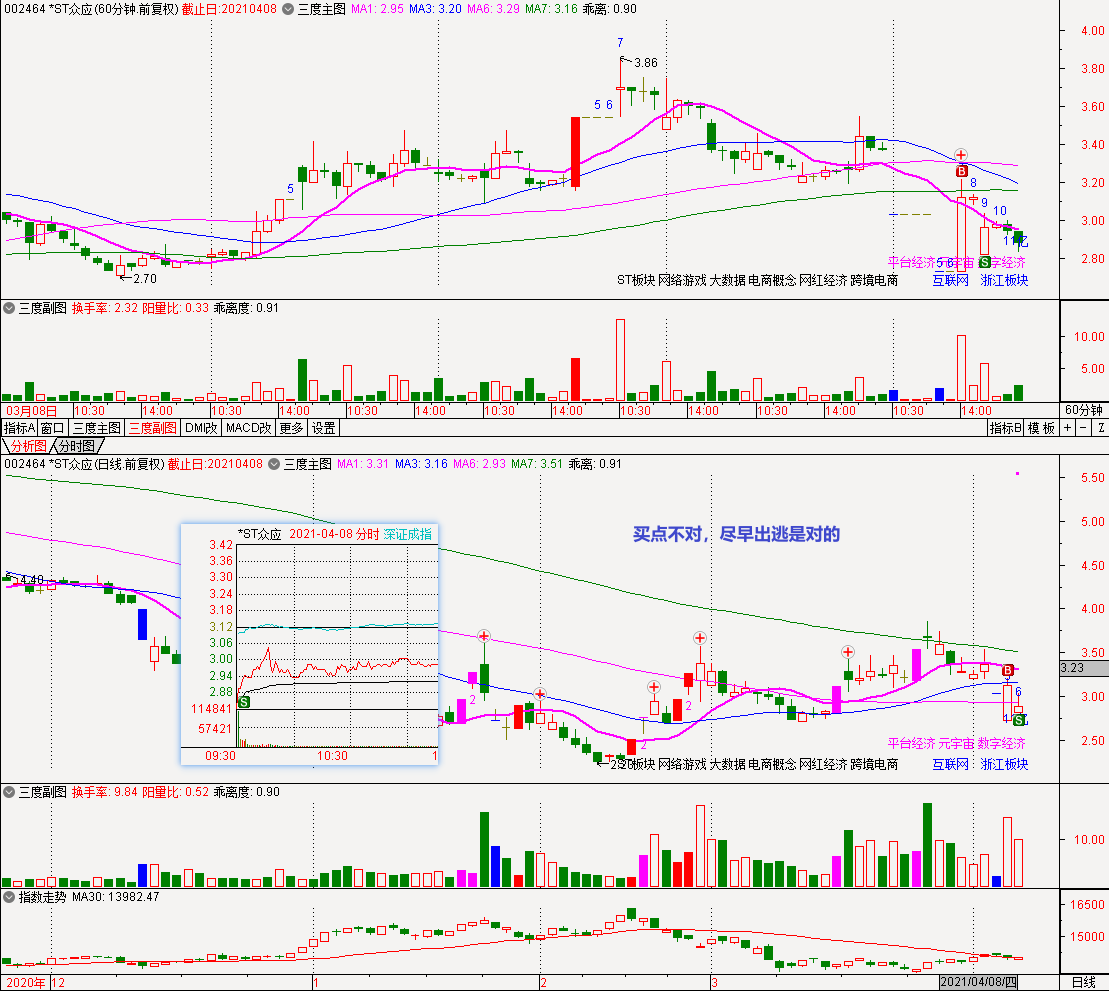 002464 *ST众应(60分钟.前复权) 截止日:20210408 三度主图 MA1: 2.95 MA3: 3.20 MA6: 3.29 MA7: 3.16 乖离: 0.90
4.00
7
3.86
3.80
5 6
3.60
3.40
B
5
8
3.20
9
10
3.00
2.80
平台经济
S
2.70
ST板块 网络游戏 大数据 电商概念 网红经济 跨境电商
互联网 浙江板块
三度副图 换手率: 2.32 阳量比: 0.33 乖离度: 0.91
10.00
5.00
03月08日 10:30 14:00 10:30 14:00 10:30 14:00 10:30 14:00 10:30 14:00 10:30 14:00 10:30 14:00 60分钟
指标A 窗口 三度主图 三度副图 DMI改 MACD改 更多 设置 指标B 模板 + - Z
分析图 分时图
002464 *ST众应(日线.前复权) 截止日:20210408 三度主图 MA1: 3.31 MA3: 3.16 MA6: 2.93 MA7: 3.51 乖离: 0.91
5.50
5.00
买点不对，尽早出逃是对的
4.50
4.40
4.00
3.50
3.23
B
3.00
6
2
2
S
2.50
2
平台经济 元宇宙 数字经济
板块 网络游戏 大数据 电商概念 网红经济 跨境电商
互联网 浙江板块
*ST众应 2021-04-08 分时 深证成指
3.42
3.36
3.30
3.24
3.18
3.12
3.06
3.00
2.94
2.88
S
114841
57421
09:30 10:30 1
三度副图 换手率: 9.84 阳量比: 0.52 乖离度: 0.90
10.00
指数走势 MA30: 13982.47
16500
15000
2020年 12 1 2 3 2021/04/08/四 日线